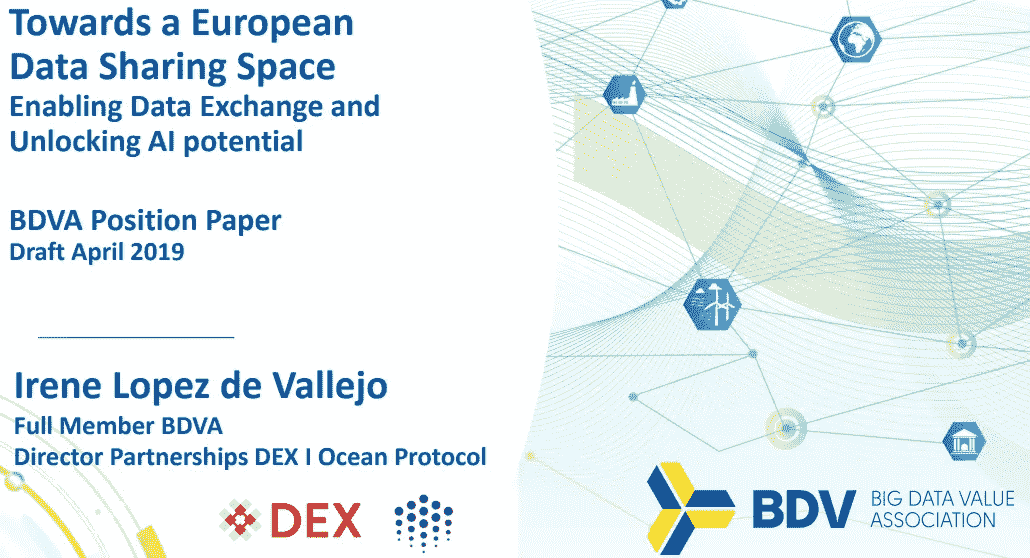 Towards a European
Data Sharing Space
Enabling Data Exchange and
Unlocking AI potential
BDVA Position Paper
Draft April 2019
Irene Lopez de Vallejo
Full Member BDVA
Director Partnerships DEX I Ocean Protocol
DEX
BDV
BIG DATA VALUE
ASSOCIATION